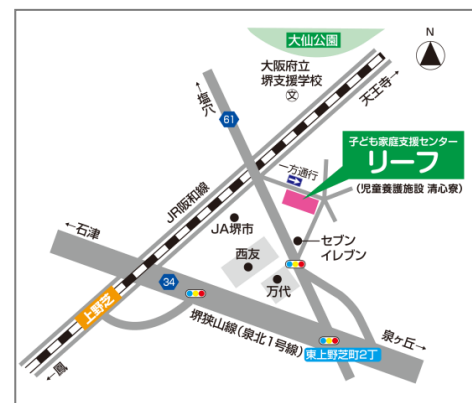 大仙公園
N
大阪府立
堺支援学校
文
天王寺→
←塩穴
61
子ども家庭支援センター
リーフ
(児童養護施設 清心寮)
一方通行
JR阪和線
JA堺市
←石津
セブン
イレブン
西友
34
万代
上野芝
堺狭山線(泉北1号線)
泉ヶ丘→
東上野芝町2丁
←鳳